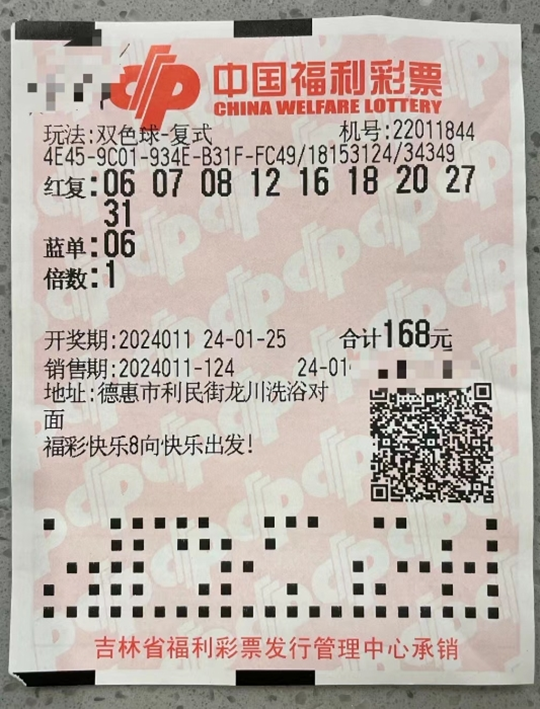 中国福利彩票
CHINA WELFARE LOTTERY
玩法:双色球-复式 机号:22011844
4E45-9C01-934E-B31F-FC49/18153124/34349
红复:06 07 08 12 16 18 20 27
31
蓝单:06
倍数:1
开奖期:2024011 24-01-25 合计168元
销售期:2024011-124 24-01
地址:德惠市利民街龙川洗浴对
面
福彩快乐8向快乐出发!
吉林省福利彩票发行管理中心承销